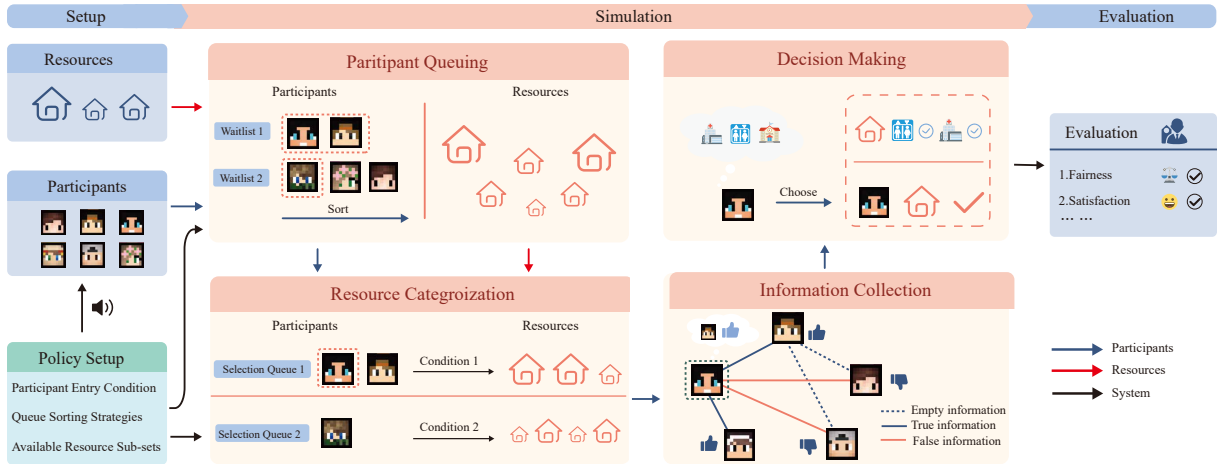 Setup
Simulation
Evaluation
Resources
Participants
Policy Setup
Participant Entry Condition
Queue Sorting Strategies
Available Resource Sub-sets
Paritipant Queuing
Participants
Resources
Waitlist 1
Waitlist 2
Sort
Resource Categroization
Participants
Resources
Selection Queue 1
Condition 1
Selection Queue 2
Condition 2
Decision Making
Choose
Information Collection
Empty information
True information
False information
Evaluation
1.Fairness
2.Satisfaction
... ...
Participants
Resources
System